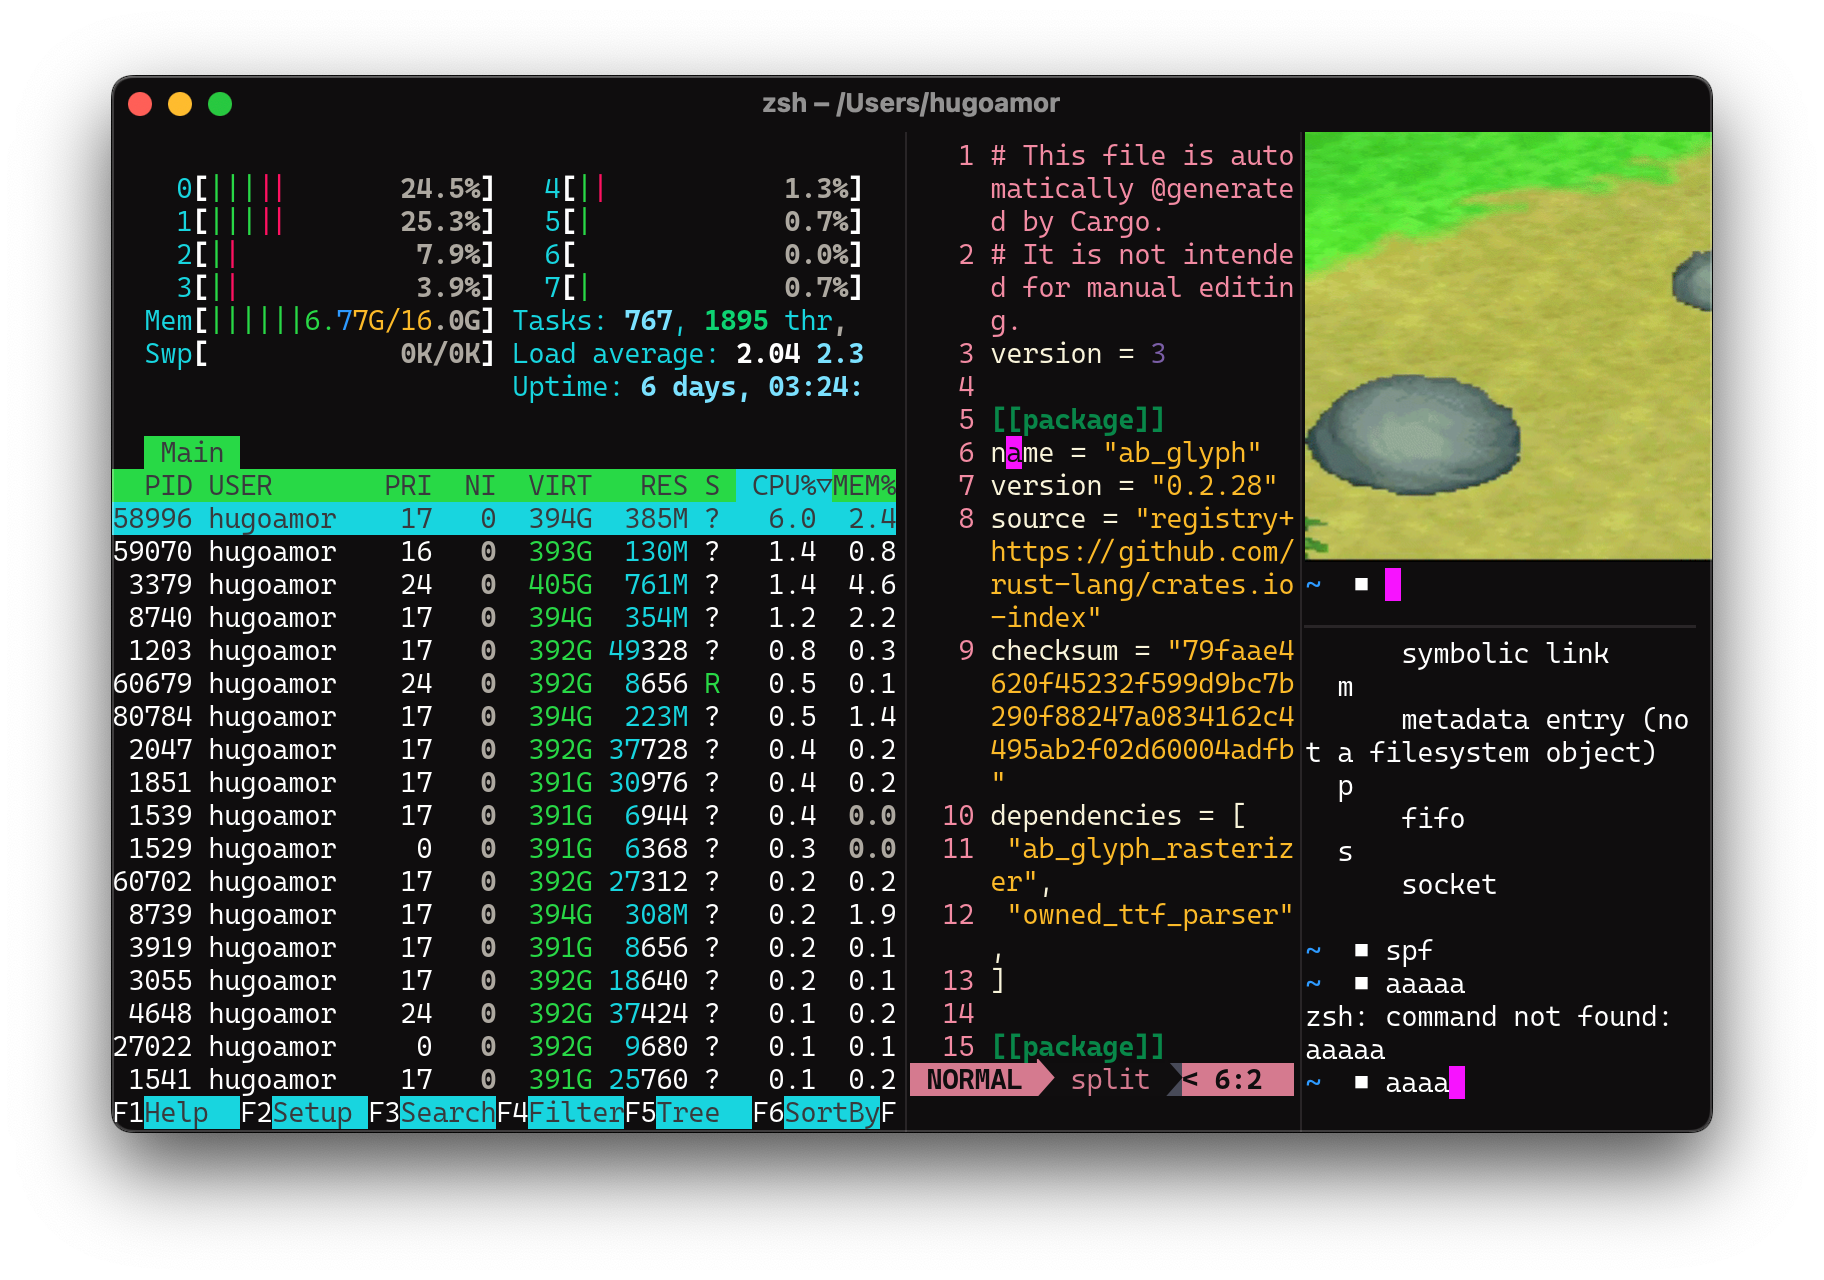 zsh – /Users/hugoamor
0[|||||           24.5%]   4[||           1.3%]
1[|||||           25.3%]   5[|            0.7%]
2[||               7.9%]   6[             0.0%]
3[||               3.9%]   7[|            0.7%]
Mem[||||||6.77G/16.0G] Tasks: 767, 1895 thr,
Swp[            0K/0K] Load average: 2.04 2.3
Uptime: 6 days, 03:24:
Main
PID USER       PRI  NI  VIRT   RES S  CPU%▽MEM%
58996 hugoamor    17   0  394G  385M ?   6.0  2.4
59070 hugoamor    16   0  393G  130M ?   1.4  0.8
3379 hugoamor    24   0  405G  761M ?   1.4  4.6
8740 hugoamor    17   0  394G  354M ?   1.2  2.2
1203 hugoamor    17   0  392G 49328 ?   0.8  0.3
60679 hugoamor    24   0  392G  8656 R   0.5  0.1
80784 hugoamor    17   0  394G  223M ?   0.5  1.4
2047 hugoamor    17   0  392G 37728 ?   0.4  0.2
1851 hugoamor    17   0  391G 30976 ?   0.4  0.2
1539 hugoamor    17   0  391G  6944 ?   0.4  0.0
1529 hugoamor     0   0  391G  6368 ?   0.3  0.0
60702 hugoamor    17   0  392G 27312 ?   0.2  0.2
8739 hugoamor    17   0  394G  308M ?   0.2  1.9
3919 hugoamor    17   0  391G  8656 ?   0.2  0.1
3055 hugoamor    17   0  392G 18640 ?   0.2  0.1
4648 hugoamor    24   0  392G 37424 ?   0.1  0.2
27022 hugoamor     0   0  392G  9680 ?   0.1  0.1
1541 hugoamor    17   0  391G 25760 ?   0.1  0.2
F1Help  F2Setup F3SearchF4FilterF5Tree  F6SortByF
1 # This file is auto
matically @generate
d by Cargo.
2 # It is not intende
d for manual editin
g.
3 version = 3
4
5 [[package]]
6 name = "ab_glyph"
7 version = "0.2.28"
8 source = "registry+
https://github.com/
rust-lang/crates.io
-index"
9 checksum = "79faae4
620f45232f599d9bc7b
290f88247a0834162c4
495ab2f02d60004adfb
"
10 dependencies = [
11  "ab_glyph_rasteriz
er",
12  "owned_ttf_parser"
,
13 ]
14
15 [[package]]
NORMAL split < 6:2
~ ▪
symbolic link
m
metadata entry (no
t a filesystem object)
p
fifo
s
socket
~ ▪ spf
~ ▪ aaaaa
zsh: command not found:
aaaaa
~ ▪ aaaa